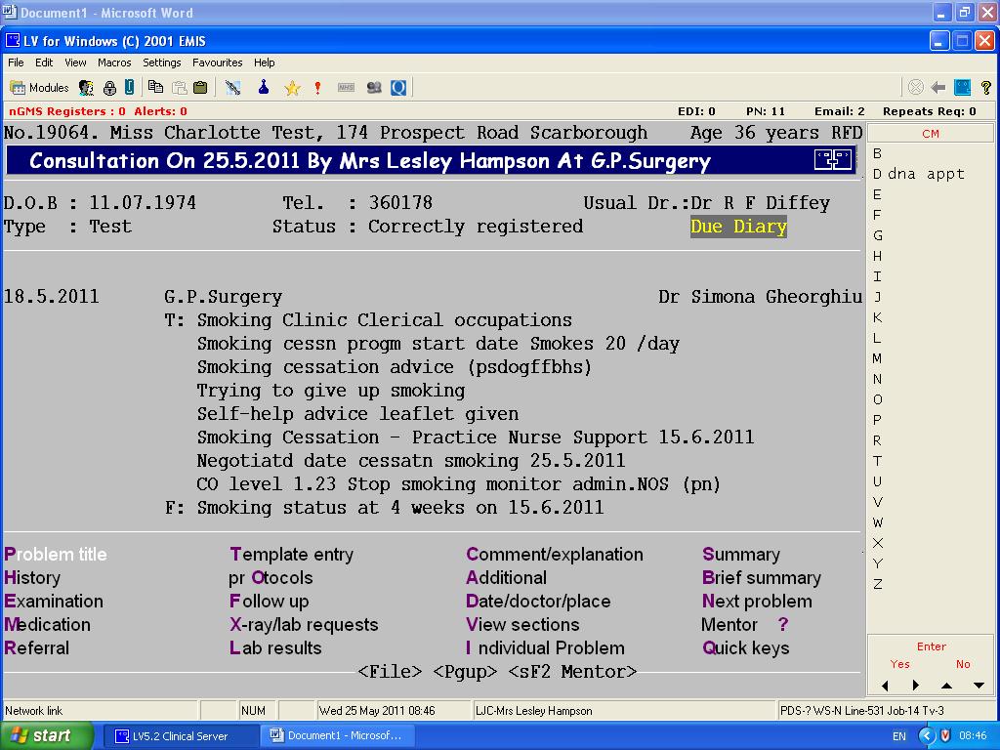 Document1 - Microsoft Word
LV for Windows (C) 2001 EMIS
File Edit View Macros Settings Favourites Help
Modules NHS
nGMS Registers : 0 Alerts: 0 EDI: 0 PN: 11 Email: 2 Repeats Req: 0
No.19064. Miss Charlotte Test, 174 Prospect Road Scarborough Age 36 years RFD
CM
Consultation On 25.5.2011 By Mrs Lesley Hampson At G.P.Surgery
D.O.B : 11.07.1974 Tel. : 360178 Usual Dr.:Dr R F Diffey
Type : Test Status : Correctly registered Due Diary
18.5.2011 G.P.Surgery Dr Simona Gheorghiu
T: Smoking Clinic Clerical occupations
Smoking cessn progm start date Smokes 20 /day
Smoking cessation advice (psdogffbhs)
Trying to give up smoking
Self-help advice leaflet given
Smoking Cessation - Practice Nurse Support 15.6.2011
Negotiatd date cessatn smoking 25.5.2011
CO level 1.23 Stop smoking monitor admin.NOS (pn)
F: Smoking status at 4 weeks on 15.6.2011
Problem title Template entry Comment/explanation Summary
History pr Otocols Additional Brief summary
Examination Follow up Date/doctor/place Next problem
Medication X-ray/lab requests View sections Mentor ?
Referral Lab results I ndividual Problem Quick keys
<File> <Pgup> <sF2 Mentor>
B
D dna appt
E
F
G
H
I
J
K
L
M
N
O
P
R
T
U
V
W
X
Y
Z
Enter
Yes No
Network link NUM Wed 25 May 2011 08:46 LJC-Mrs Lesley Hampson PDS-? WS-N Line-531 Job-14 Tv-3
start LV5.2 Clinical Server Document1 - Microsof... EN 08:46